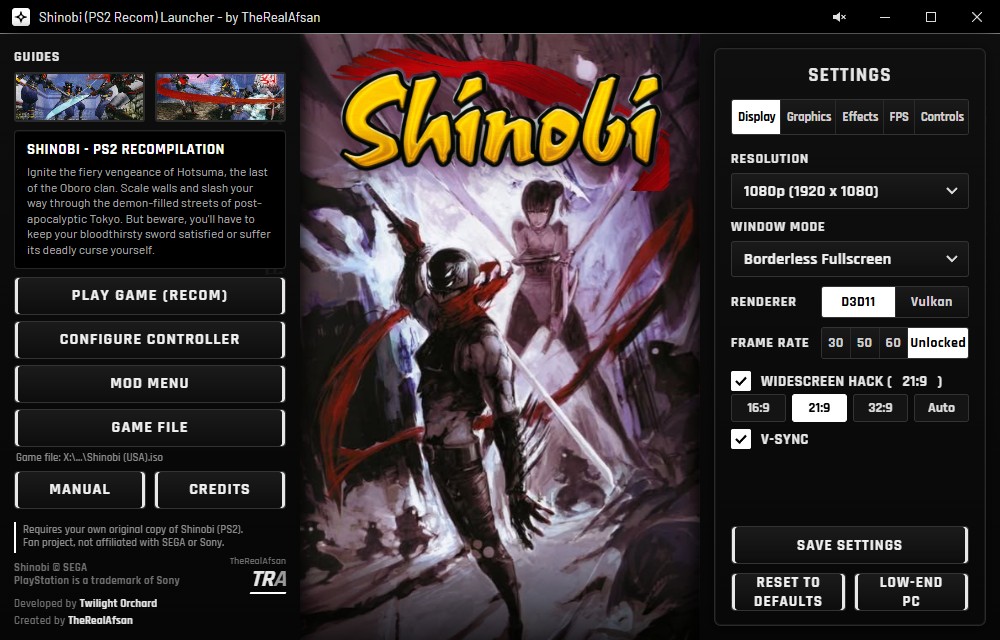 Shinobi (PS2 Recom) Launcher - by TheRealAfsan
GUIDES
SHINOBI - PS2 RECOMPILATION
Ignite the fiery vengeance of Hotsuma, the last
of the Oboro clan. Scale walls and slash your
way through the demon-filled streets of post-
apocalyptic Tokyo. But beware, you'll have to
keep your bloodthirsty sword satisfied or suffer
its deadly curse yourself.
PLAY GAME (RECOM)
CONFIGURE CONTROLLER
MOD MENU
GAME FILE
Game file: X:\...\Shinobi (USA).iso
MANUAL
CREDITS
Requires your own original copy of Shinobi (PS2).
Fan project, not affiliated with SEGA or Sony.
Shinobi © SEGA
PlayStation is a trademark of Sony
TheRealAfsan
TRA
Developed by Twilight Orchard
Created by TheRealAfsan
Shinobi
SETTINGS
Display Graphics Effects FPS Controls
RESOLUTION
1080p (1920 x 1080)
WINDOW MODE
Borderless Fullscreen
RENDERER D3D11 Vulkan
FRAME RATE 30 50 60 Unlocked
WIDESCREEN HACK ( 21:9 )
16:9 21:9 32:9 Auto
V-SYNC
SAVE SETTINGS
RESET TO
DEFAULTS
LOW-END
PC